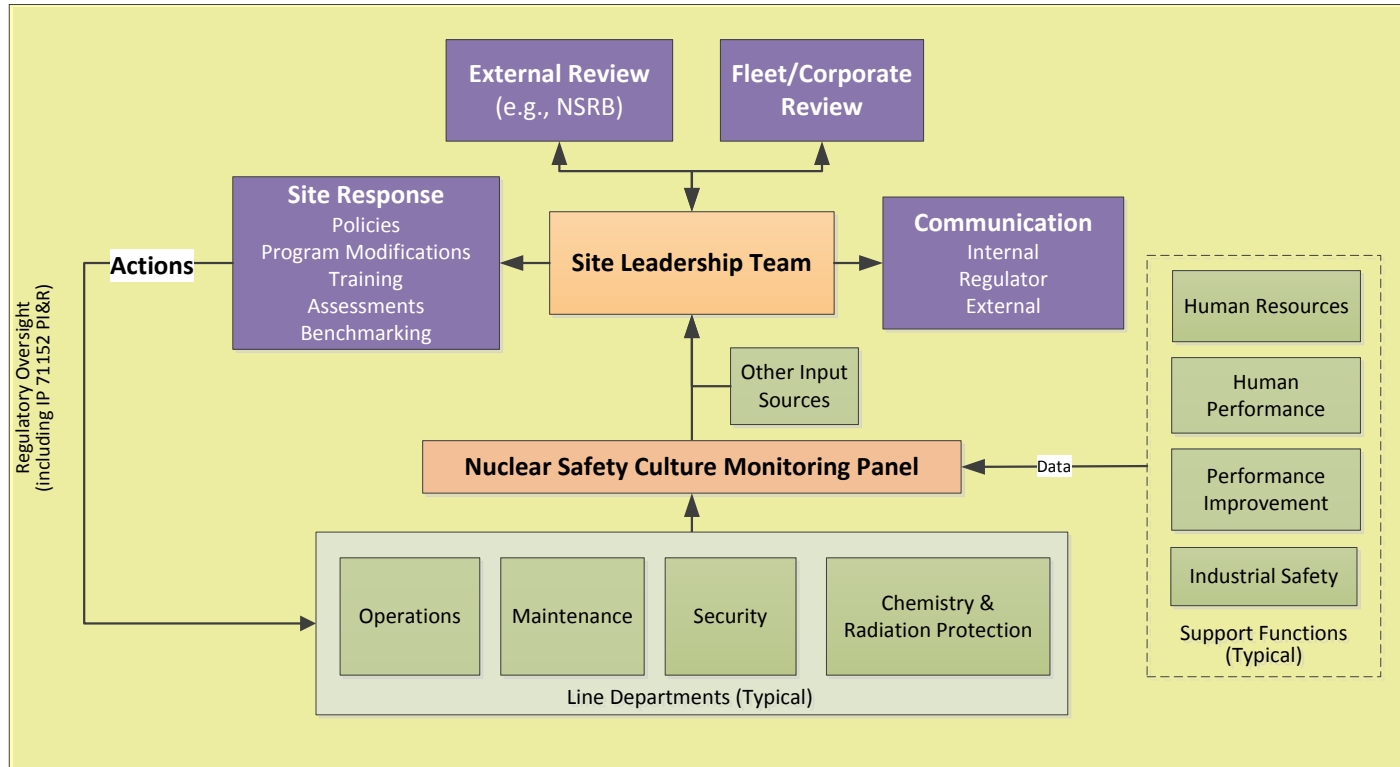 External Review
(e.g., NSRB)
Fleet/Corporate
Review
Site Response
Policies
Program Modifications
Training
Assessments
Benchmarking
Site Leadership Team
Communication
Internal
Regulator
External
Actions
Regulatory Oversight
(including IP 71152 PI&R)
Other Input
Sources
Nuclear Safety Culture Monitoring Panel
Data
Human Resources
Human
Performance
Performance
Improvement
Industrial Safety
Support Functions
(Typical)
Operations
Maintenance
Security
Chemistry &
Radiation Protection
Line Departments (Typical)